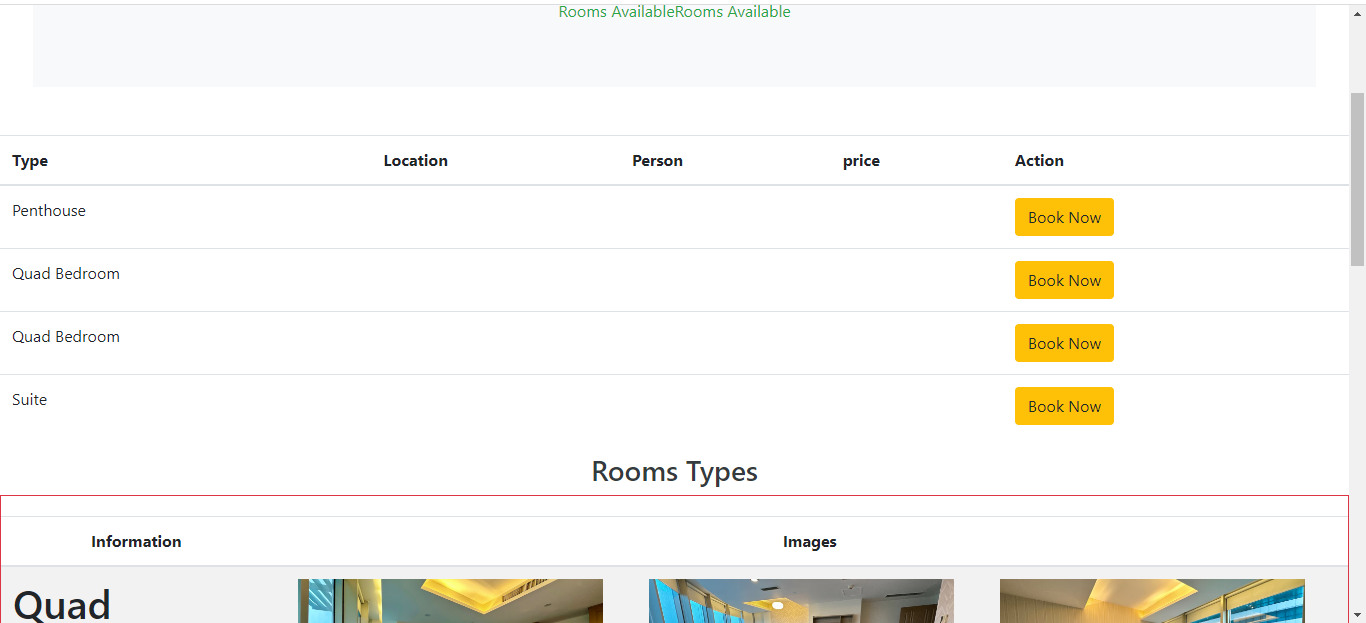 Rooms AvailableRooms Available
Type Location Person price Action
Penthouse Book Now
Quad Bedroom Book Now
Quad Bedroom Book Now
Suite Book Now
Rooms Types
Information Images
Quad